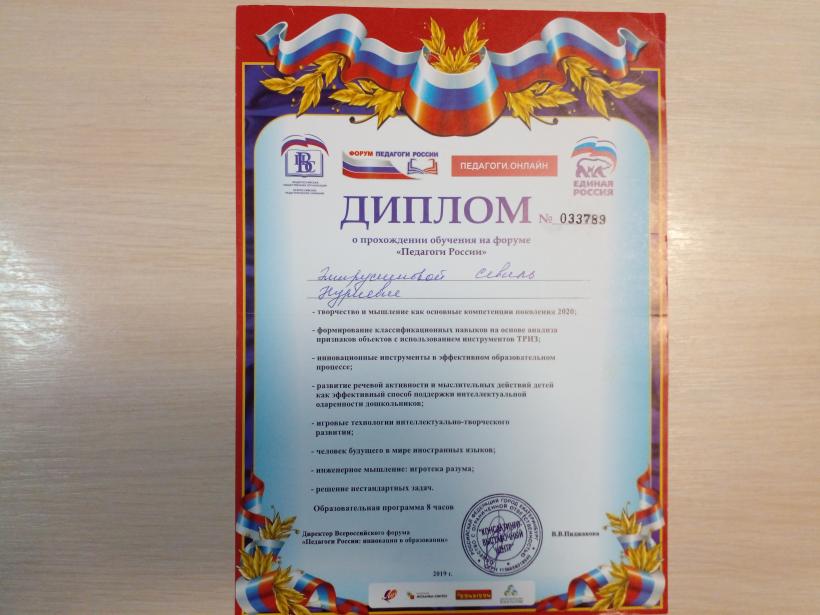 ФОРУМ ПЕДАГОГИ РОССИИ
ПЕДАГОГИ.ОНЛАЙН
ЕДИНАЯ
РОССИЯ
ДИПЛОМ № 033789
о прохождении обучения на форуме
«Педагоги России»
Севиль
- творчество и мышление как основные компетенции поколения 2020;
- формирование классификационных навыков на основе анализа
признаков объектов с использованием инструментов ТРИЗ;
- инновационные инструменты в эффективном образовательном
процессе;
- развитие речевой активности и мыслительных действий детей
как эффективный способ поддержки интеллектуальной
одаренности дошкольников;
- игровые технологии интеллектуально-творческого
развития;
- человек будущего в мире иностранных языков;
- инженерное мышление: игротека разума;
- решение нестандартных задач.
Образовательная программа 8 часов
Директор Всероссийского форума
«Педагоги России: инновации в образовании»
В.В.Пиджакова
ВЫСТАВОЧНЫЙ
ЦЕНТР
2019 г.